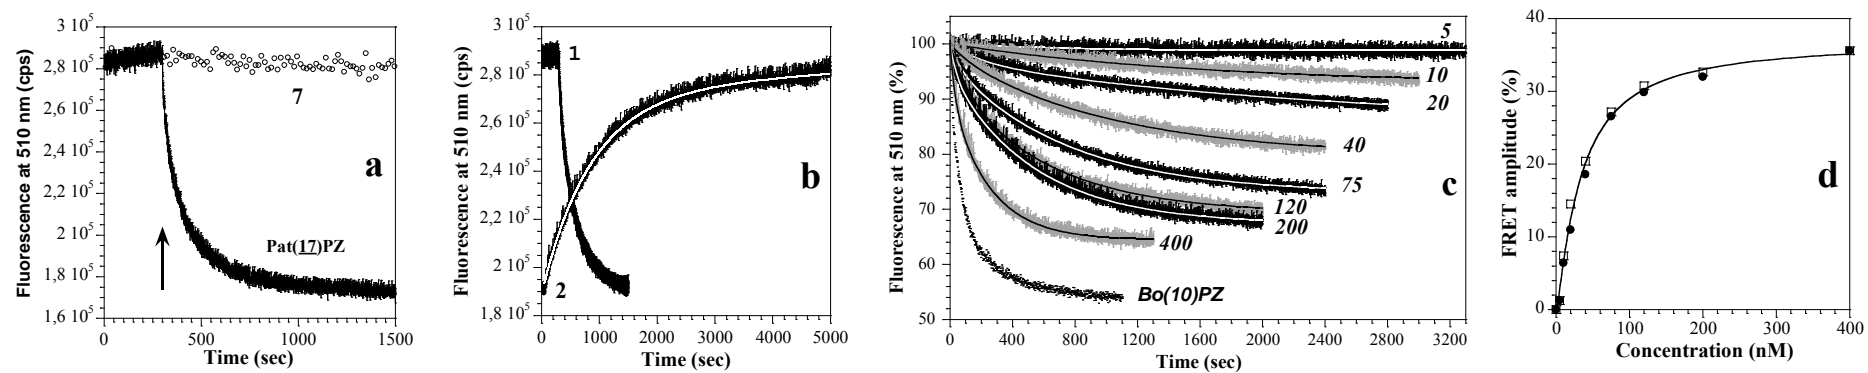 Fluorescence at 510 nm (cps)
3 10⁵
2,8 10⁵
2,6 10⁵
2,4 10⁵
2,2 10⁵
2 10⁵
1,8 10⁵
1,6 10⁵
7
a
Pat(17)PZ
0 500 1000 1500
Time (sec)
Fluorescence at 510 nm (cps)
3 10⁵
2,8 10⁵
2,6 10⁵
2,4 10⁵
2,2 10⁵
2 10⁵
1,8 10⁵
1
b
2
0 1000 2000 3000 4000 5000
Time (sec)
Fluorescence at 510 nm (%)
100
90
80
70
60
50
5
10
20
40
75
120
200
400
c
Bo(10)PZ
0 400 800 1200 1600 2000 2400 2800 3200
Time (sec)
FRET amplitude (%)
40
30
20
10
0
d
0 120 300 400
Concentration (nM)